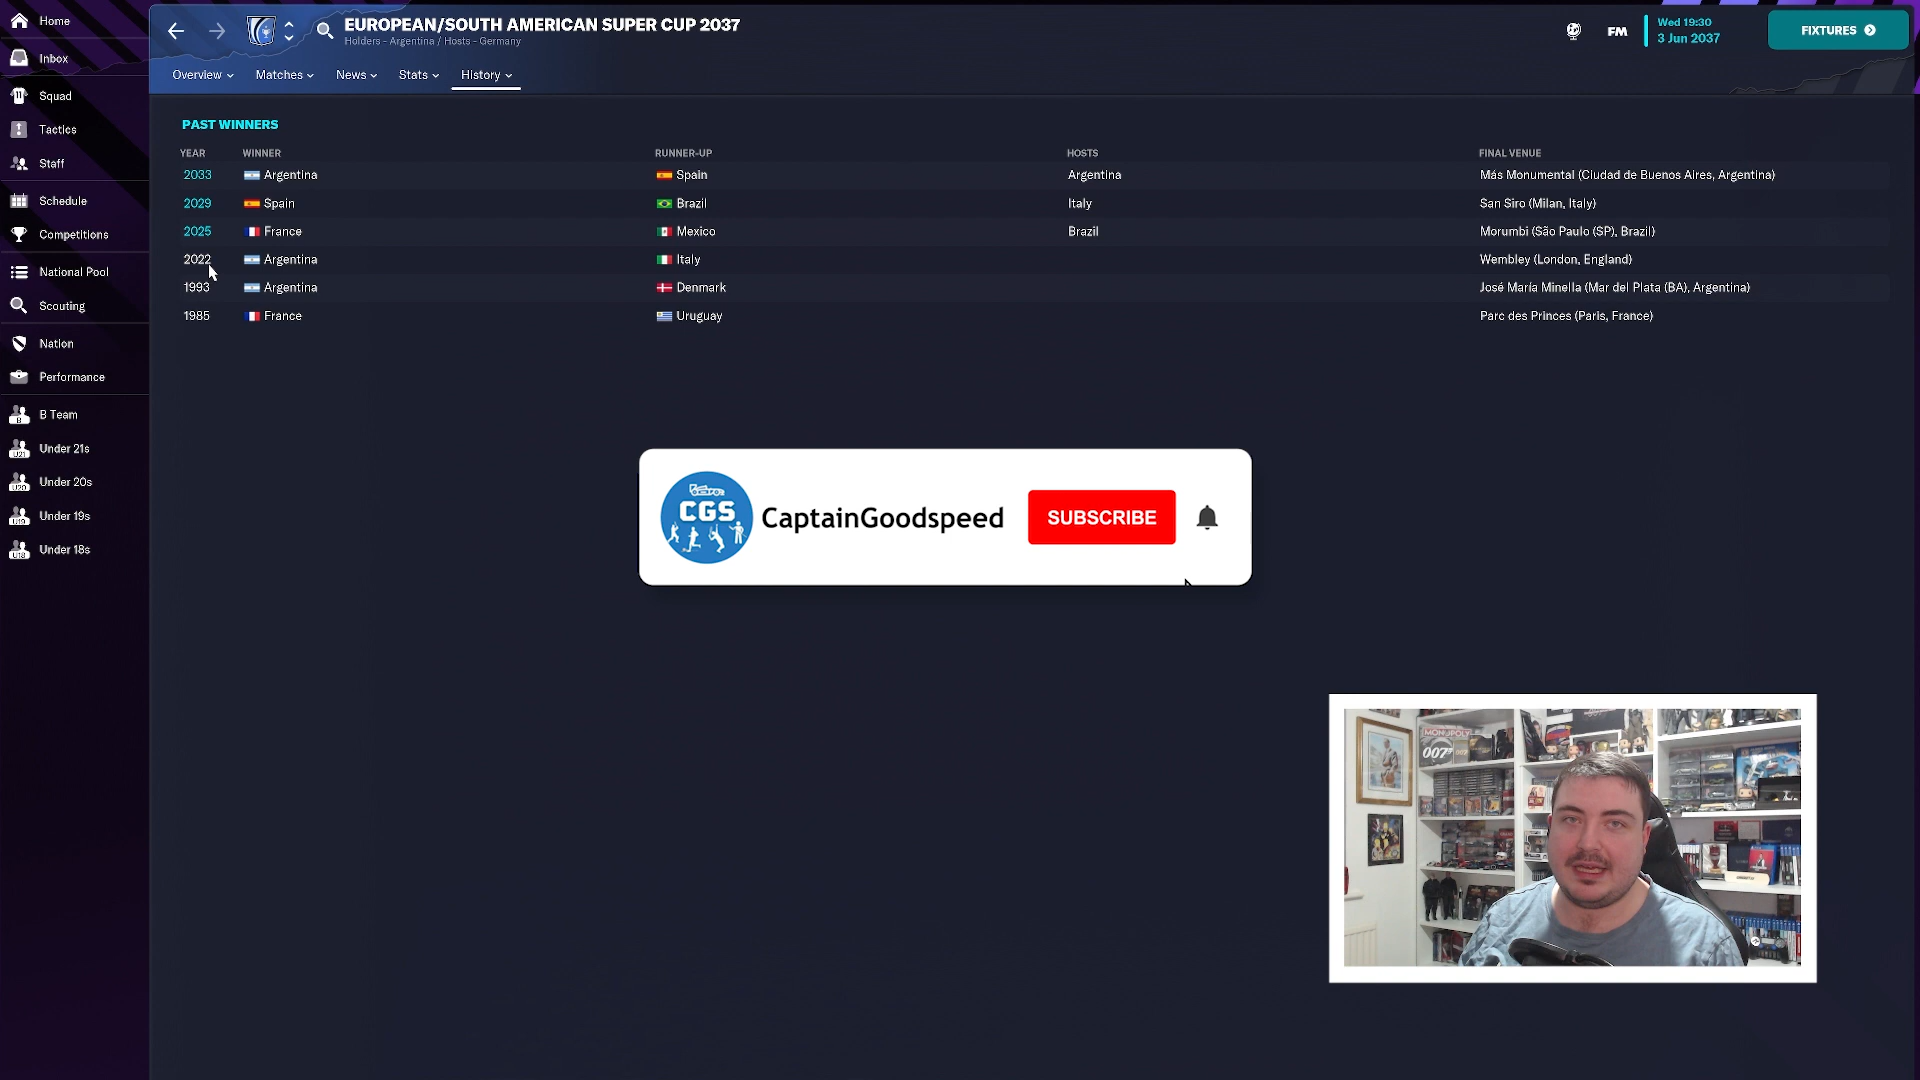 Home
Inbox
Squad
Tactics
Staff
Schedule
Competitions
National Pool
Scouting
Nation
Performance
B Team
Under 21s
Under 20s
Under 19s
Under 18s
EUROPEAN/SOUTH AMERICAN SUPER CUP 2037
Holders - Argentina / Hosts - Germany
FM
Wed 19:30
3 Jun 2037
FIXTURES
Overview Matches News Stats History
PAST WINNERS
YEAR WINNER RUNNER-UP HOSTS FINAL VENUE
2033 Argentina Spain Argentina Más Monumental (Ciudad de Buenos Aires, Argentina)
2029 Spain Brazil Italy San Siro (Milan, Italy)
2025 France Mexico Brazil Morumbi (São Paulo (SP), Brazil)
2022 Argentina Italy Wembley (London, England)
1993 Argentina Denmark José María Minella (Mar del Plata (BA), Argentina)
1985 France Uruguay Parc des Princes (Paris, France)
CGS CaptainGoodspeed SUBSCRIBE
MONOPOLY
007 007